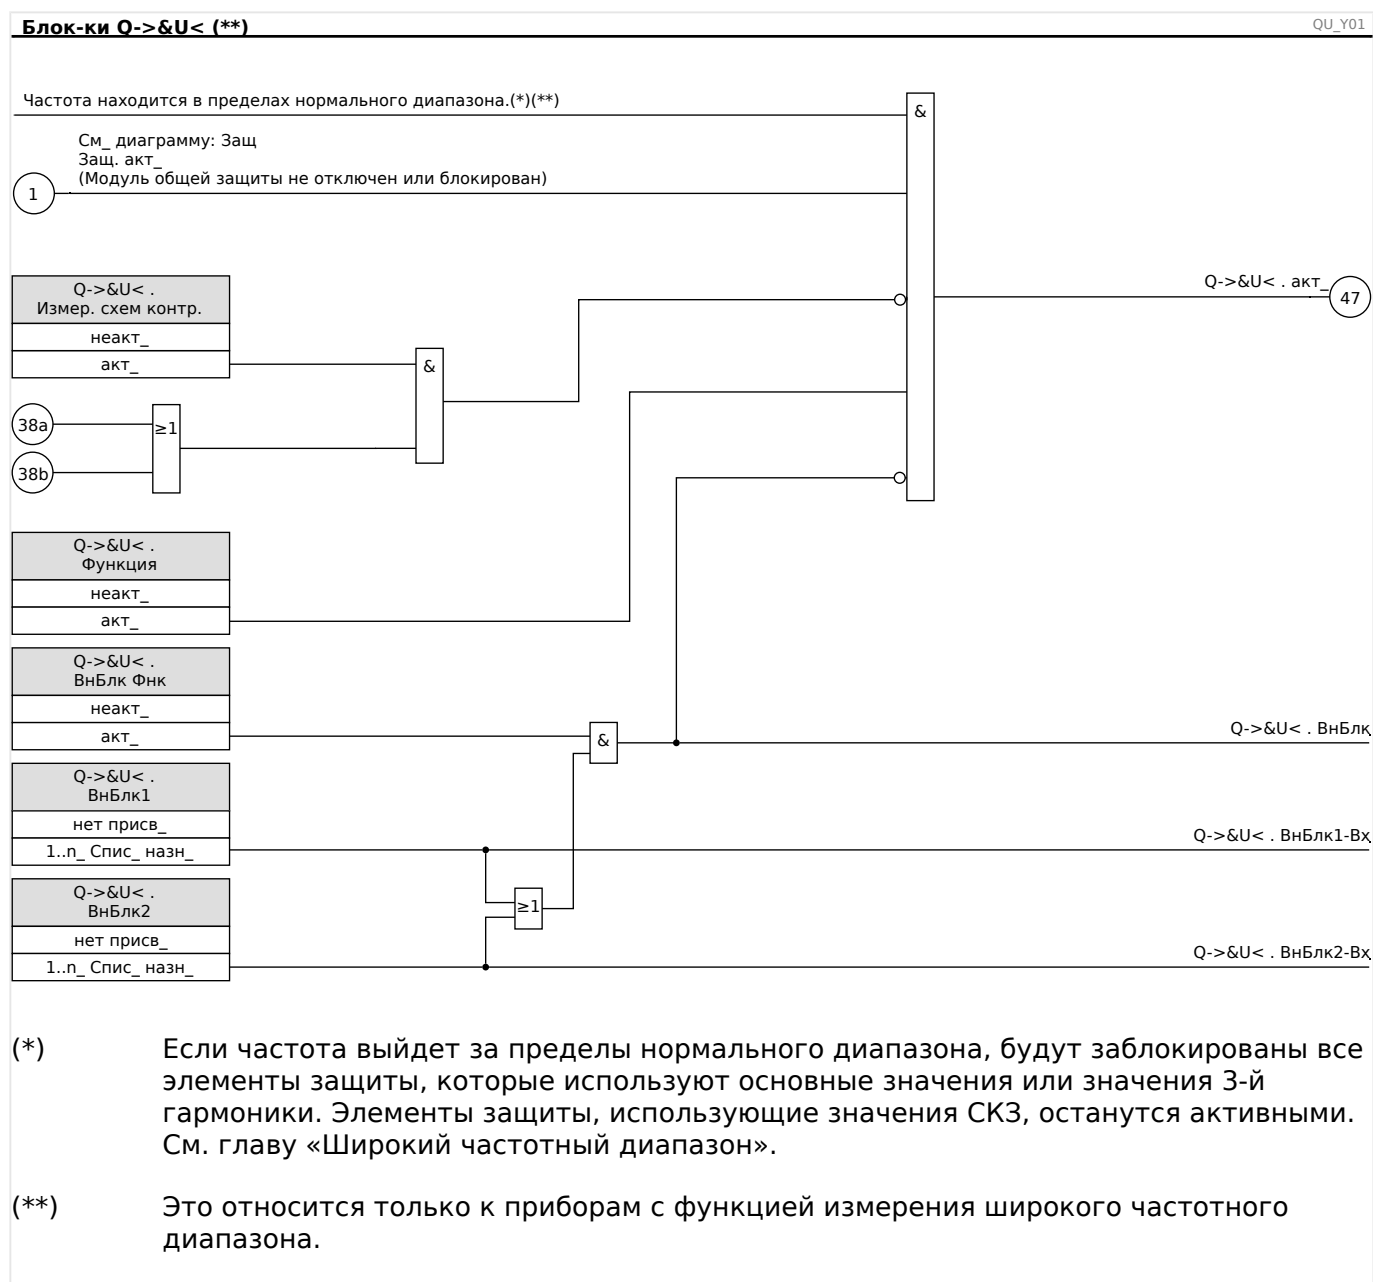 Блок-ки Q->&U< (**)
QU_Y01
Частота находится в пределах нормального диапазона.(*)(**)
&
См_ диаграмму: Защ
Защ. акт_
(Модуль общей защиты не отключен или блокирован)
1
Q->&U< .
Измер. схем контр.
неакт_
акт_
&
Q->&U< . акт_
47
38a
≥1
38b
Q->&U< .
Функция
неакт_
акт_
Q->&U< .
ВнБлк Фнк
неакт_
акт_
&
Q->&U< . ВнБлк
Q->&U< .
ВнБлк1
нет присв_
1..n_ Спис_ назн_
Q->&U< . ВнБлк1-Вх
≥1
Q->&U< .
ВнБлк2
нет присв_
1..n_ Спис_ назн_
Q->&U< . ВнБлк2-Вх
(*) Если частота выйдет за пределы нормального диапазона, будут заблокированы все
элементы защиты, которые используют основные значения или значения 3-й
гармоники. Элементы защиты, использующие значения СКЗ, останутся активными.
См. главу «Широкий частотный диапазон».
(**) Это относится только к приборам с функцией измерения широкого частотного
диапазона.